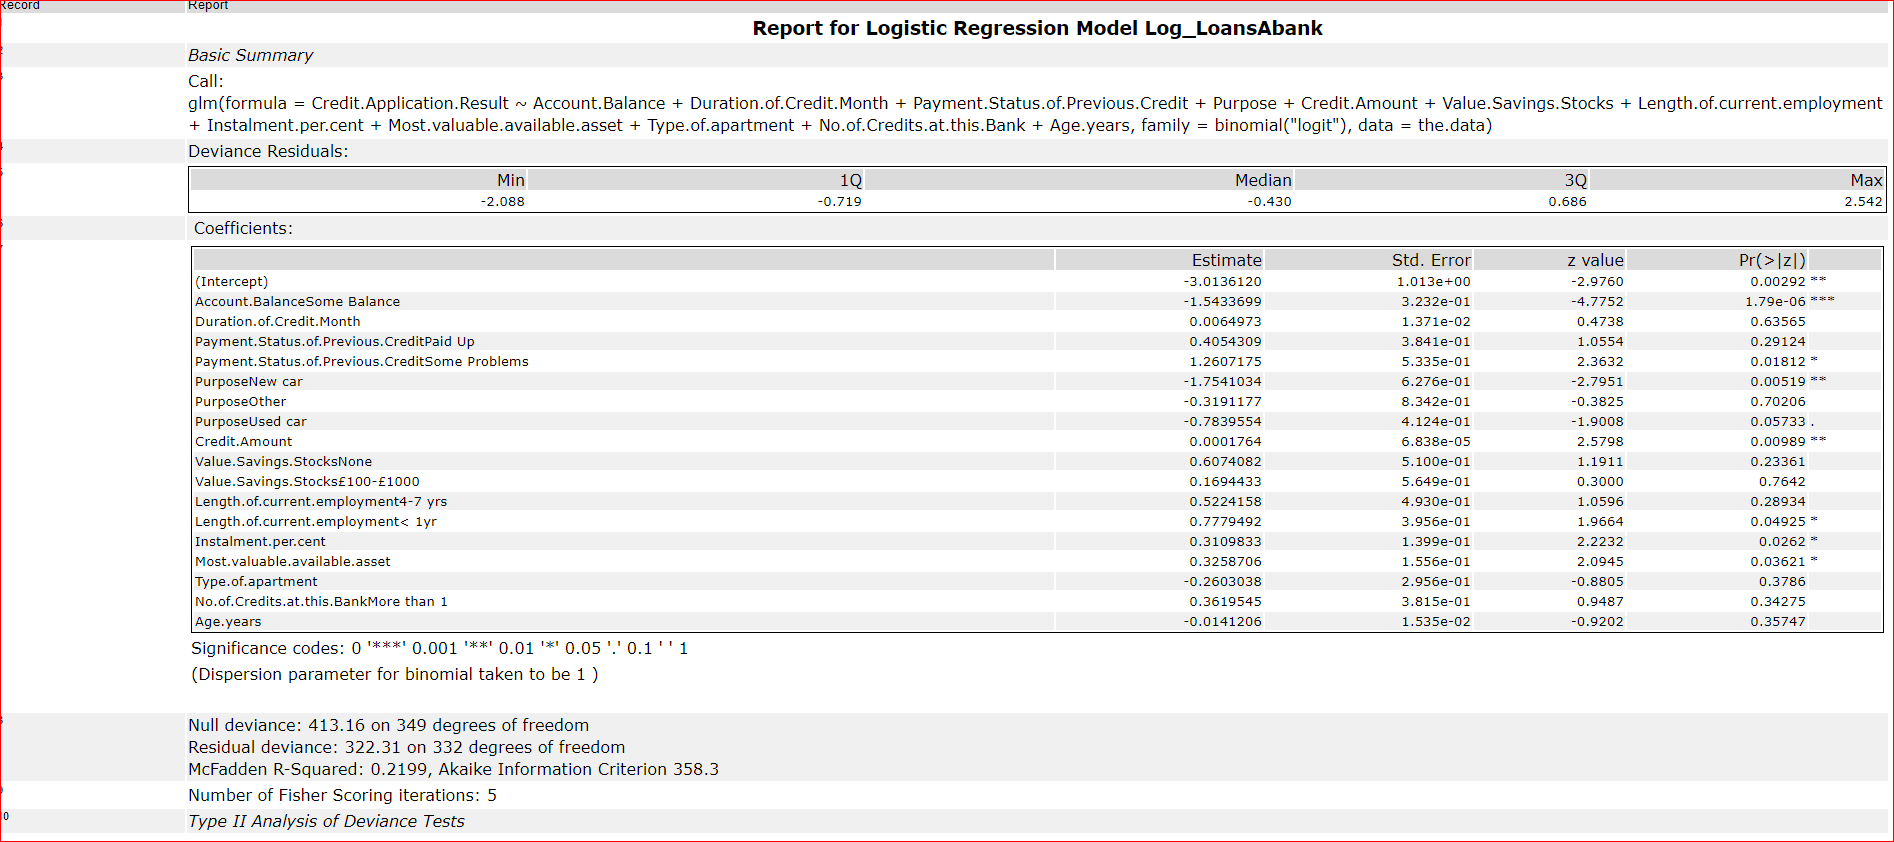 Record Report
Report for Logistic Regression Model Log_LoansAbank
2 Basic Summary
3 Call:
glm(formula = Credit.Application.Result ~ Account.Balance + Duration.of.Credit.Month + Payment.Status.of.Previous.Credit + Purpose + Credit.Amount + Value.Savings.Stocks + Length.of.current.employment
+ Instalment.per.cent + Most.valuable.available.asset + Type.of.apartment + No.of.Credits.at.this.Bank + Age.years, family = binomial("logit"), data = the.data)
Deviance Residuals:
Min 1Q Median 3Q Max
-2.088 -0.719 -0.430 0.686 2.542
Coefficients:
Estimate Std. Error z value Pr(>|z|)
(Intercept) -3.0136120 1.013e+00 -2.9760 0.00292 **
Account.BalanceSome Balance -1.5433699 3.232e-01 -4.7752 1.79e-06 ***
Duration.of.Credit.Month 0.0064973 1.371e-02 0.4738 0.63565
Payment.Status.of.Previous.CreditPaid Up 0.4054309 3.841e-01 1.0554 0.29124
Payment.Status.of.Previous.CreditSome Problems 1.2607175 5.335e-01 2.3632 0.01812 *
PurposeNew car -1.7541034 6.276e-01 -2.7951 0.00519 **
PurposeOther -0.3191177 8.342e-01 -0.3825 0.70206
PurposeUsed car -0.7839554 4.124e-01 -1.9008 0.05733 .
Credit.Amount 0.0001764 6.838e-05 2.5798 0.00989 **
Value.Savings.StocksNone 0.6074082 5.100e-01 1.1911 0.23361
Value.Savings.Stocks£100-£1000 0.1694433 5.649e-01 0.3000 0.7642
Length.of.current.employment4-7 yrs 0.5224158 4.930e-01 1.0596 0.28934
Length.of.current.employment< 1yr 0.7779492 3.956e-01 1.9664 0.04925 *
Instalment.per.cent 0.3109833 1.399e-01 2.2232 0.0262 *
Most.valuable.available.asset 0.3258706 1.556e-01 2.0945 0.03621 *
Type.of.apartment -0.2603038 2.956e-01 -0.8805 0.3786
No.of.Credits.at.this.BankMore than 1 0.3619545 3.815e-01 0.9487 0.34275
Age.years -0.0141206 1.535e-02 -0.9202 0.35747
Significance codes: 0 '***' 0.001 '**' 0.01 '*' 0.05 '.' 0.1 ' ' 1
(Dispersion parameter for binomial taken to be 1 )
Null deviance: 413.16 on 349 degrees of freedom
Residual deviance: 322.31 on 332 degrees of freedom
McFadden R-Squared: 0.2199, Akaike Information Criterion 358.3
Number of Fisher Scoring iterations: 5
0 Type II Analysis of Deviance Tests